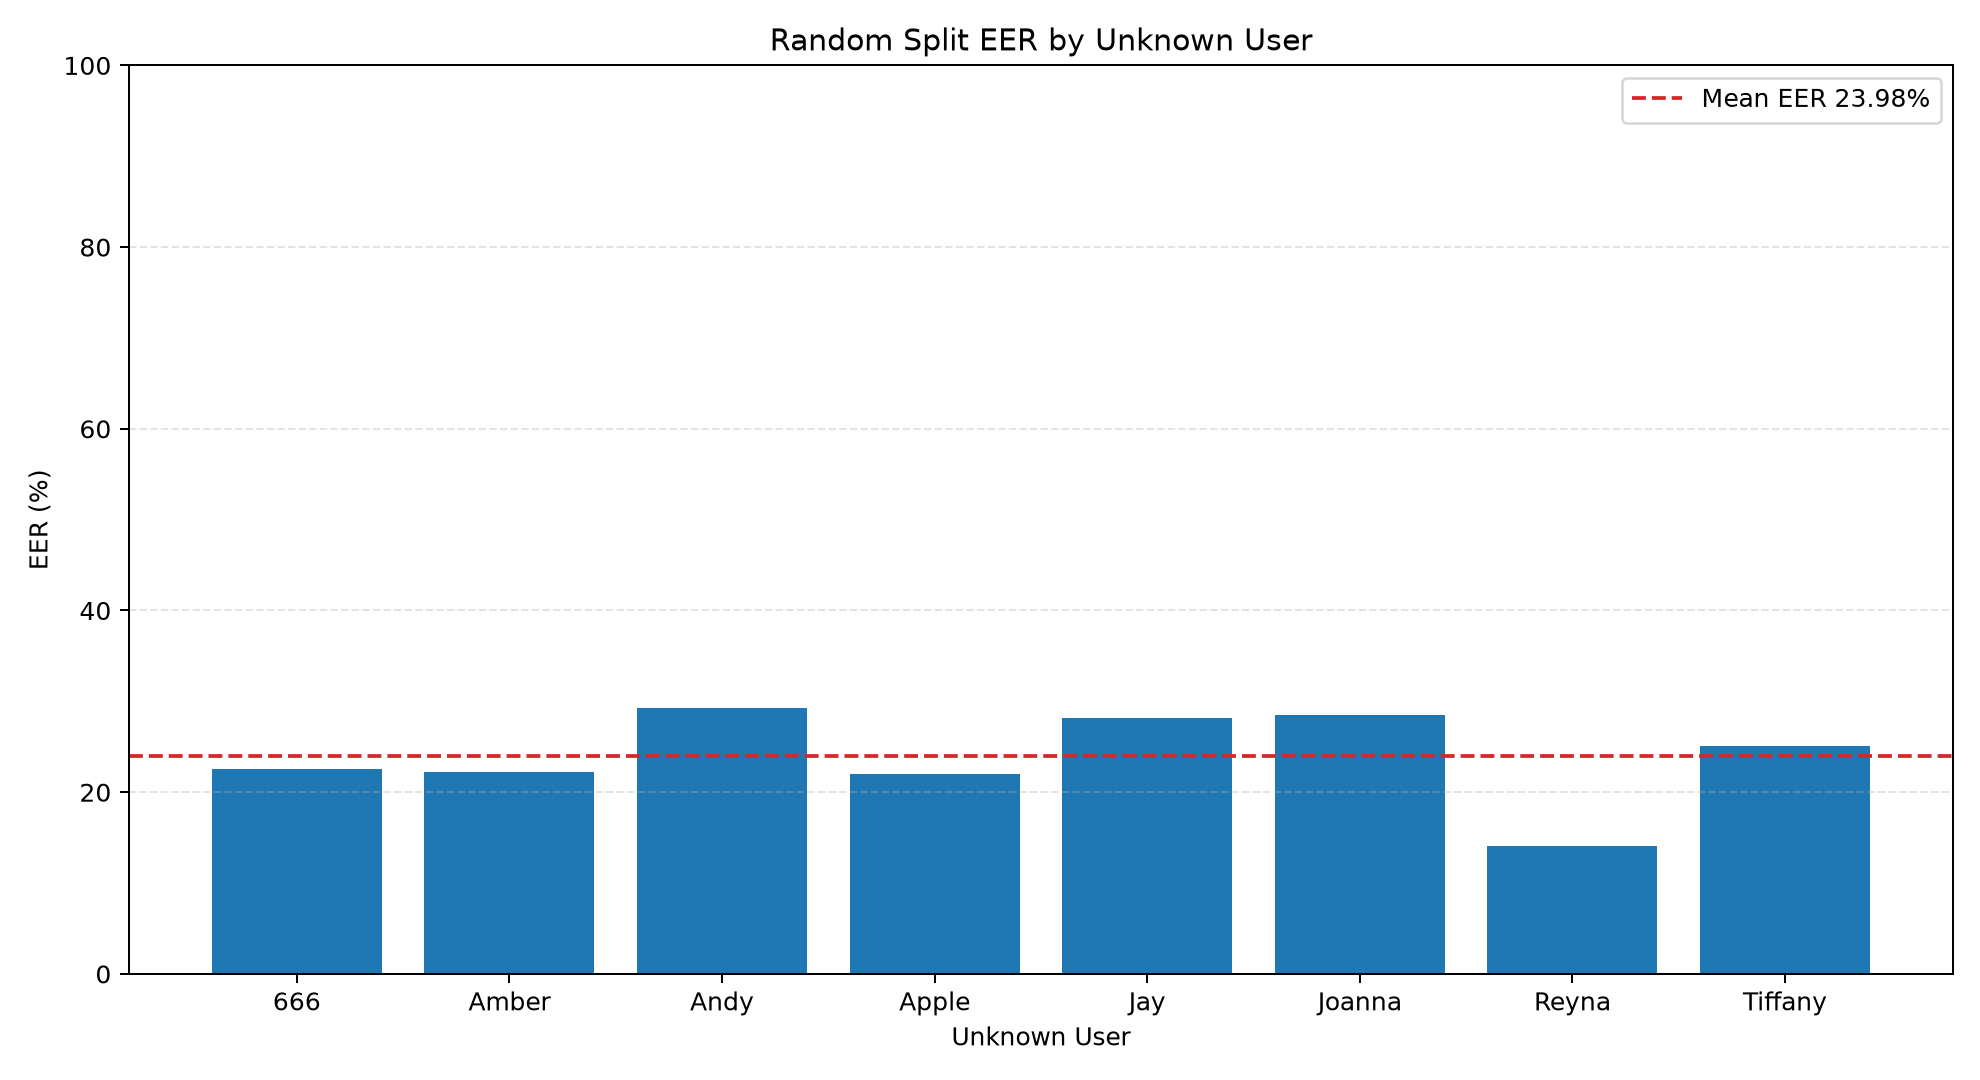 Random Split EER by Unknown User
Mean EER 23.98%
100
80
60
40
20
0
EER (%)
666 Amber Andy Apple Jay Joanna Reyna Tiffany
Unknown User